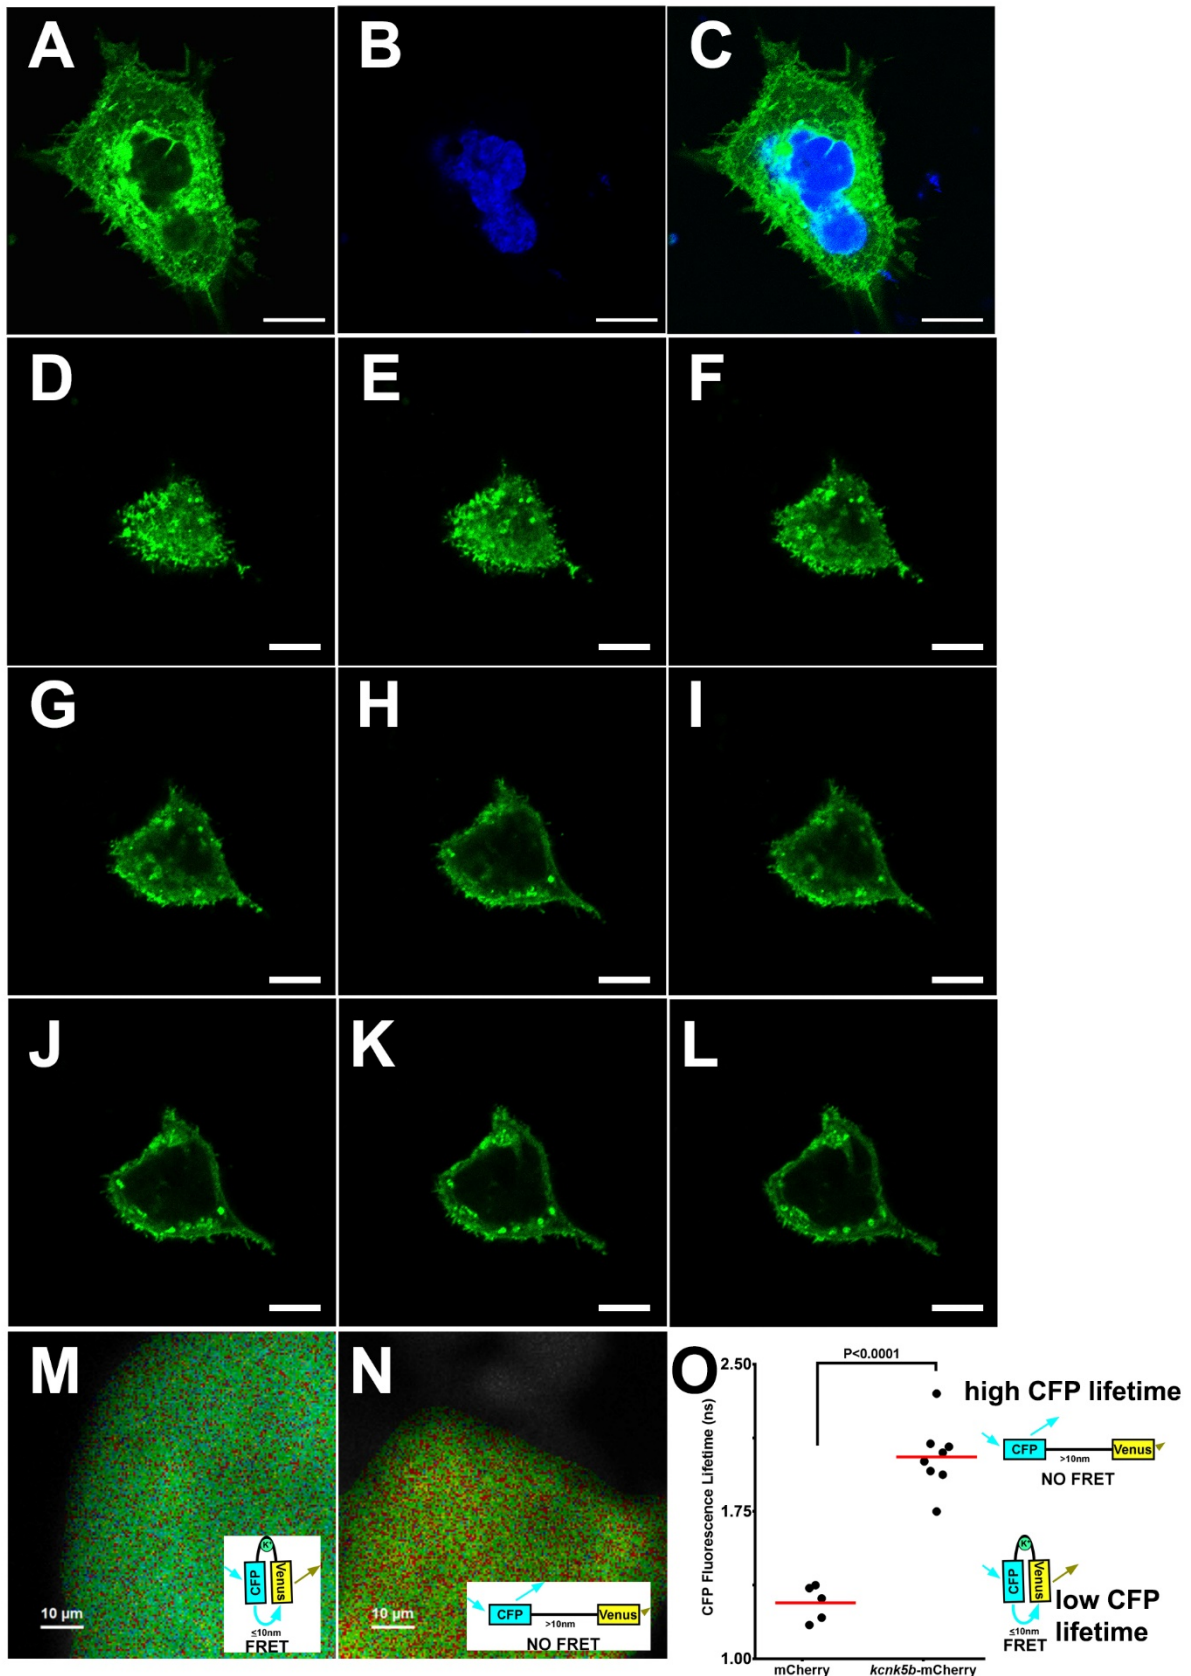 A
B
C
D
E
F
G
H
I
J
K
L
M
10 µm
K+
CFP
Venus
≤10nm
FRET
N
10 µm
CFP
Venus
>10nm
NO FRET
O
P<0.0001
2.50
1.75
1.00
CFP Fluorescence Lifetime (ns)
mCherry
kcnk5b-mCherry
high CFP lifetime
CFP
Venus
>10nm
NO FRET
K+
CFP
Venus
≤10nm
FRET
low CFP
lifetime